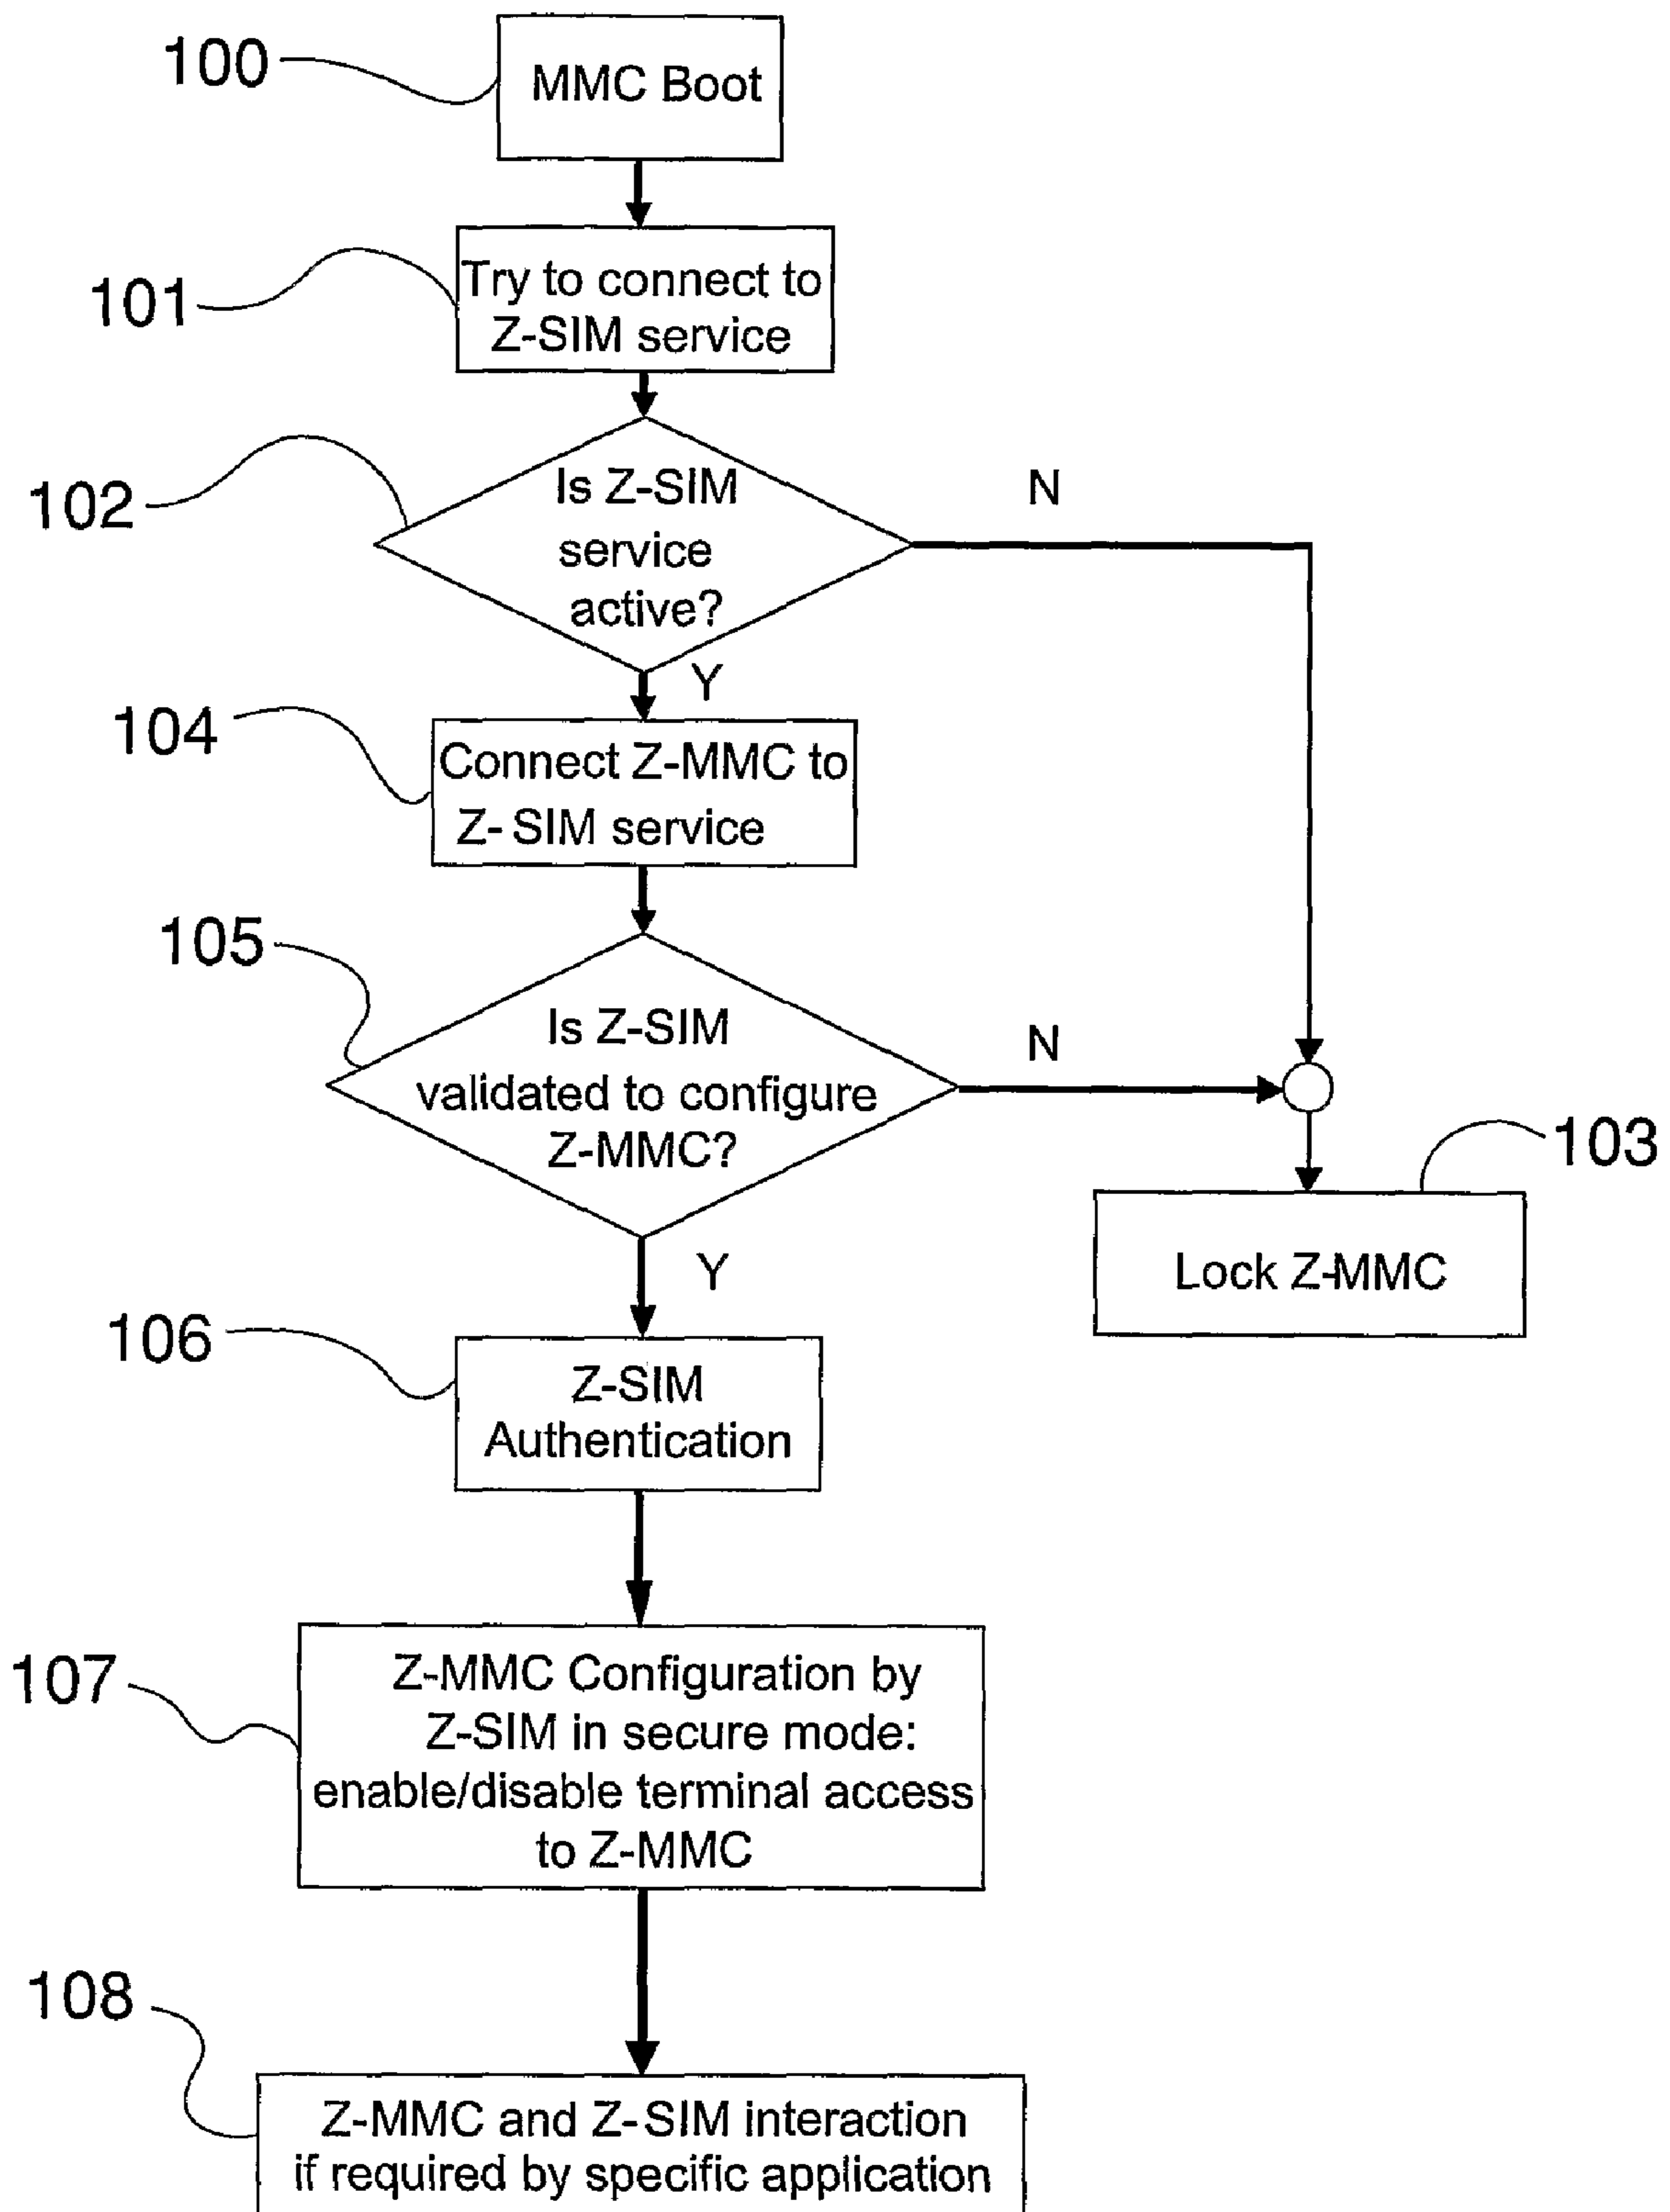 100
MMC Boot
101
Try to connect to
Z-SIM service
102
Is Z-SIM
service
active?
N
Y
104
Connect Z-MMC to
Z-SIM service
105
Is Z-SIM
validated to configure
Z-MMC?
N
Y
103
Lock Z-MMC
106
Z-SIM
Authentication
107
Z-MMC Configuration by
Z-SIM in secure mode:
enable/disable terminal access
to Z-MMC
108
Z-MMC and Z-SIM interaction
if required by specific application